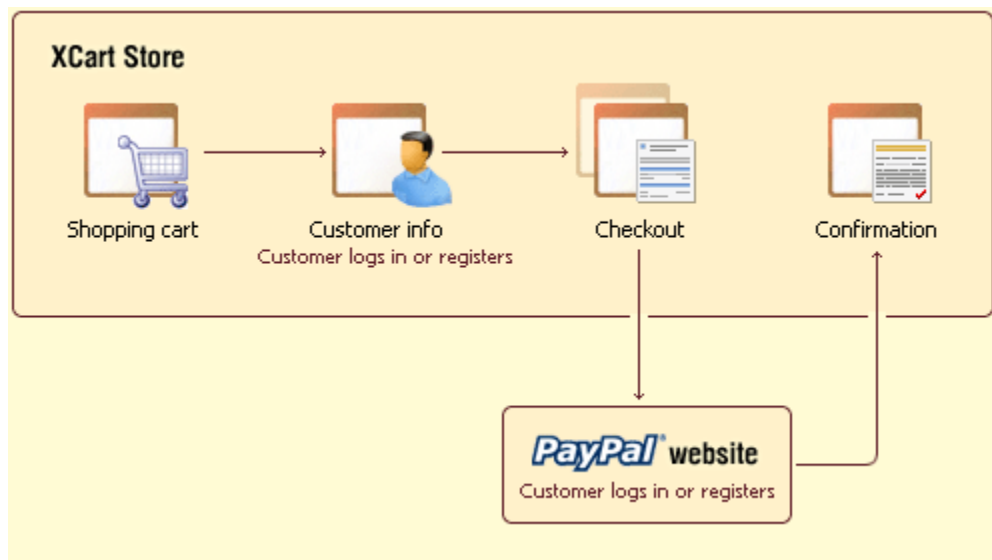 XCart Store
Shopping cart
Customer info
Checkout
Confirmation
Customer logs in or registers
PayPal® website
Customer logs in or registers